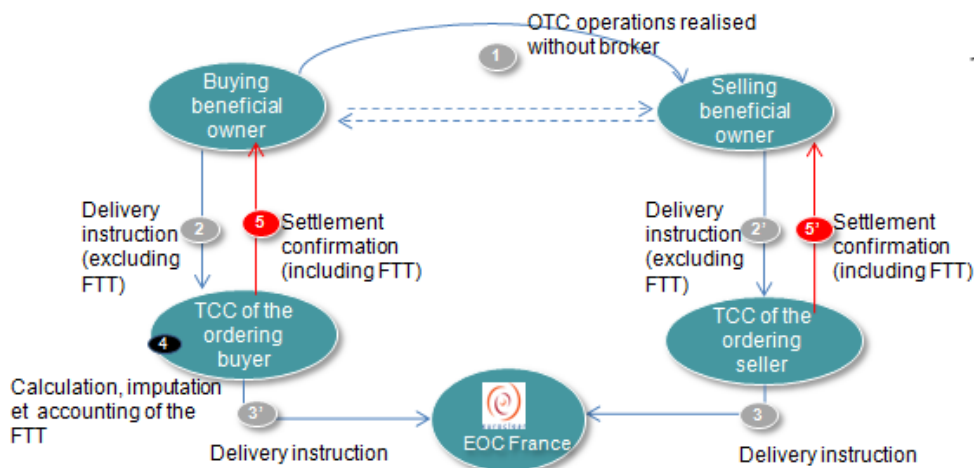 OTC operations realised
without broker
1
Buying
beneficial
owner
Selling
beneficial
owner
Delivery
instruction
(excluding
FTT)
2
5
Settlement
confirmation
(including FTT)
Delivery
instruction
(excluding
FTT)
2'
5'
Settlement
confirmation
(including FTT)
TCC of the
ordering
buyer
4
TCC of the
ordering
seller
Calculation, imputation
et accounting of the
FTT
3'
EOC France
3
Delivery instruction
Delivery instruction